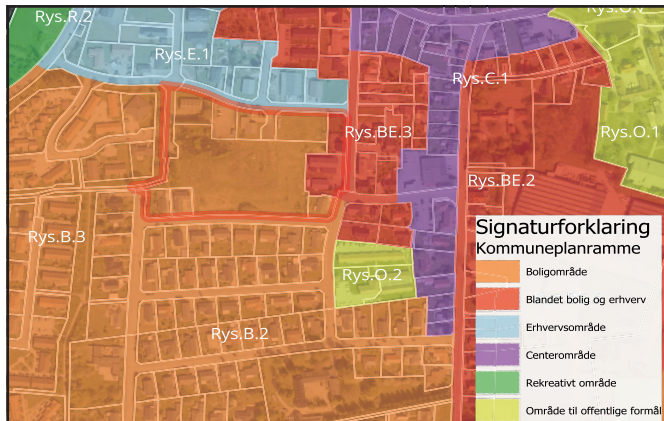 Rys.R.2
Rys.E.1
Rys.C.1
Rys.O.1
Rys.BE.3
Rys.BE.2
Rys.B.3
Rys.O.2
Rys.B.2
Signaturforklaring
Kommuneplanramme
Boligområde
Blandet bolig og erhverv
Erhvervsområde
Centerområde
Rekreativt område
Område til offentlige formål